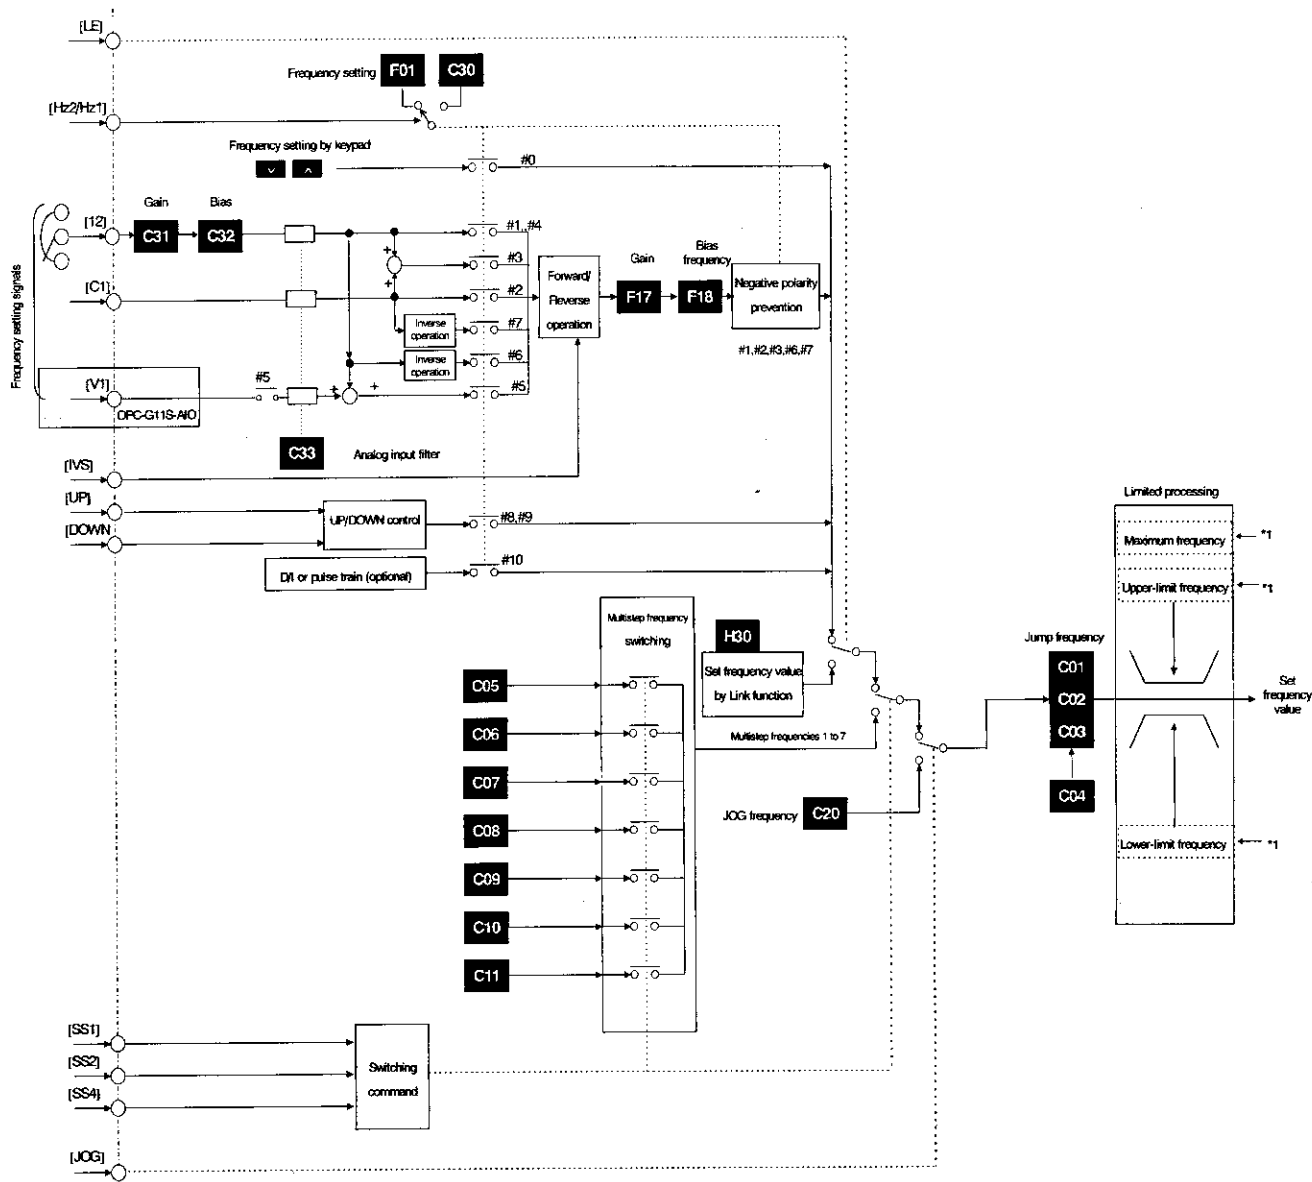 [LE]
Frequency setting F01 C30
[Hz2/Hz1]
Frequency setting by keypad
#0
Frequency setting signals
[12]
Gain
C31
Bias
C32
#1,,#4
+
#3
+
[C1]
#2
Inverse
operation
#7
Inverse
operation
#6
[V1]
OPC-G11S-AIO
#5
+
+
#5
C33
Analog input filter
Forward/
Reverse
operation
Gain
F17
Bias
frequency
F18
Negative polarity
prevention
#1,#2,#3,#6,#7
[IVS]
[UP]
[DOWN
UP/DOWN control
#8,#9
D/I or pulse train (optional)
#10
Multistep frequency
switching
C05
C06
C07
C08
C09
C10
C11
H30
Set frequency value
by Link function
Multistep frequencies 1 to 7
JOG frequency C20
Jump frequency
C01
C02
C03
C04
Limited processing
Maximum frequency
*1
Upper-limit frequency
*1
Set
frequency
value
Lower-limit frequency
*1
[SS1]
[SS2]
[SS4]
Switching
command
[JOG]